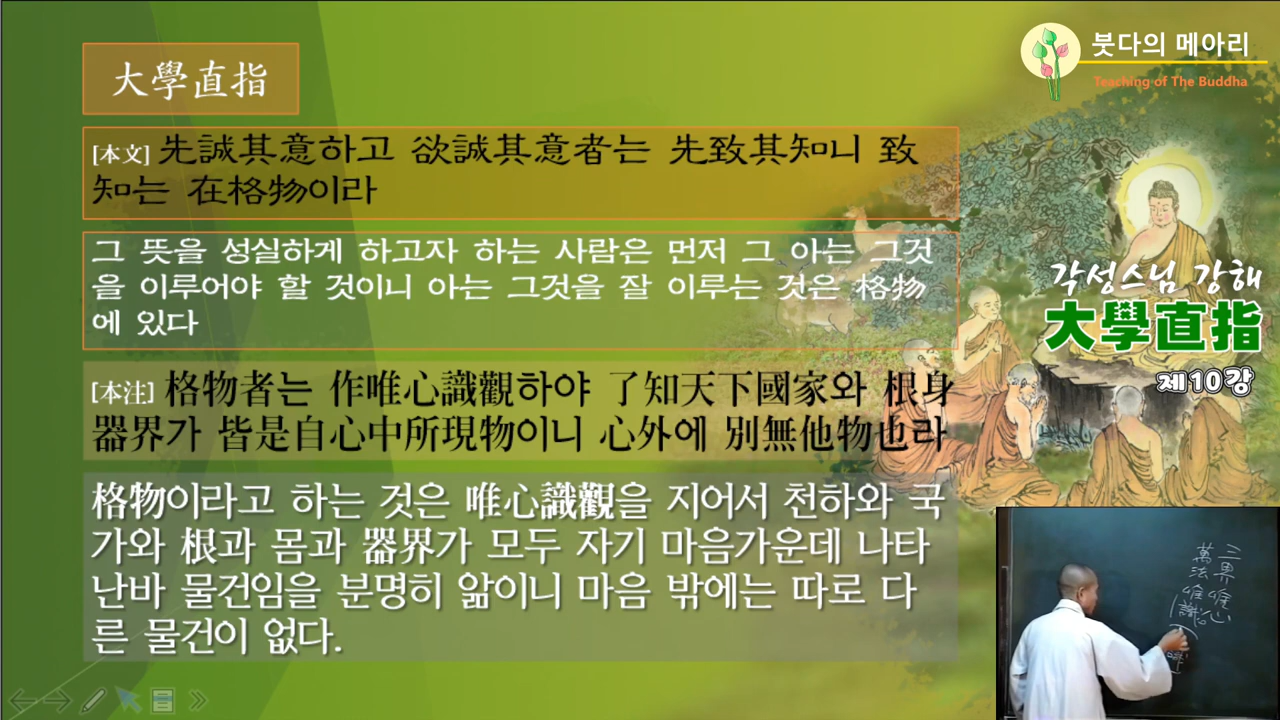 大學直指
[本文] 先誠其意하고 欲誠其意者는 先致其知니 致
知는 在格物이라
그 뜻을 성실하게 하고자 하는 사람은 먼저 그 아는 그것
을 이루어야 할 것이니 아는 그것을 잘 이루는 것은 格物
에 있다
[本注] 格物者는 作唯心識觀하야 了知天下國家와 根身
器界가 皆是自心中所現物이니 心外에 別無他物也라
格物이라고 하는 것은 唯心識觀을 지어서 천하와 국
가와 根과 몸과 器界가 모두 자기 마음가운데 나타
난바 물건임을 분명히 앎이니 마음 밖에는 따로 다
른 물건이 없다.
붓다의 메아리
Teaching of The Buddha
각성스님 강해
大學直指
제10강
三界唯心
萬法唯識